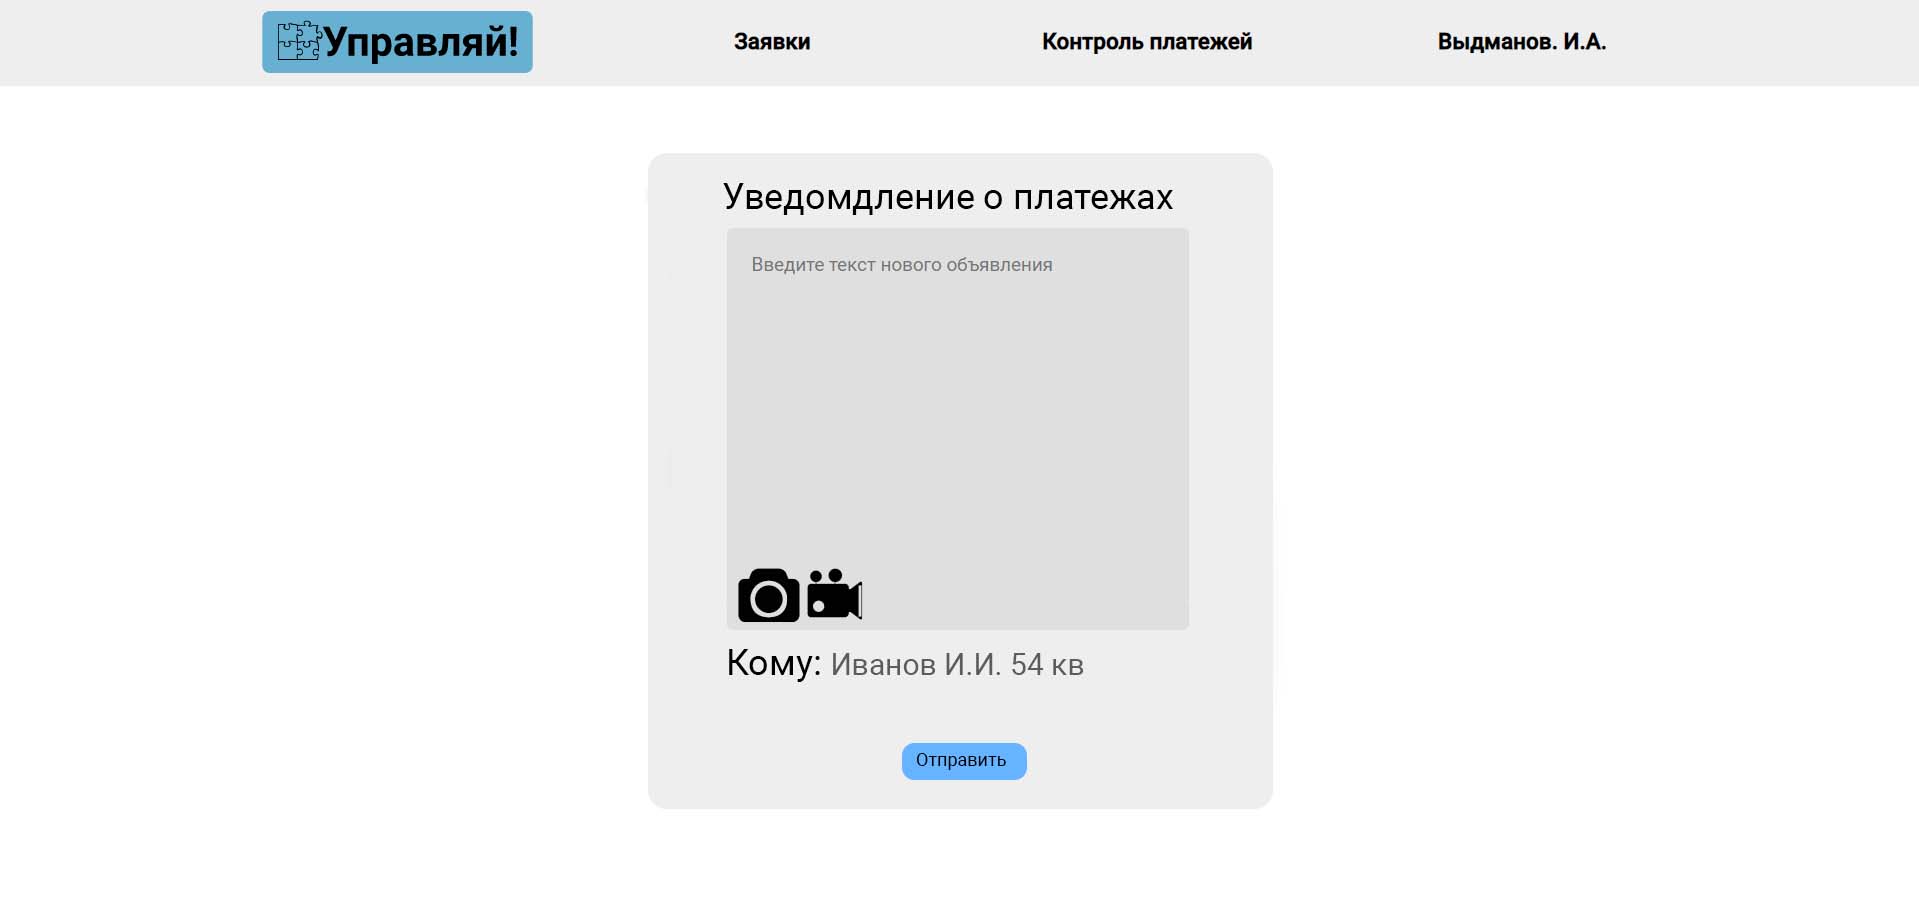 Управляй!
Заявки
Контроль платежей
Выдманов. И.А.
Уведомдление о платежах
Введите текст нового объявления
Кому: Иванов И.И. 54 кв
Отправить